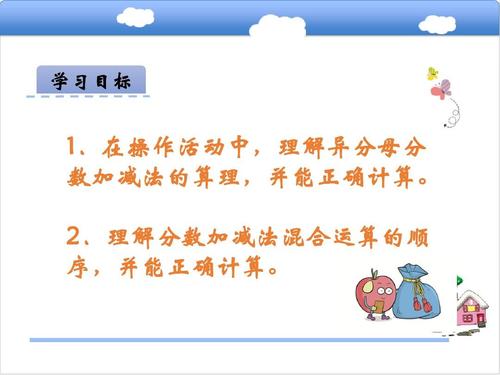 学习目标
1、在操作活动中，理解异分母分
数加减法的算理，并能正确计算。
2、理解分数加减法混合运算的顺
序，并能正确计算。